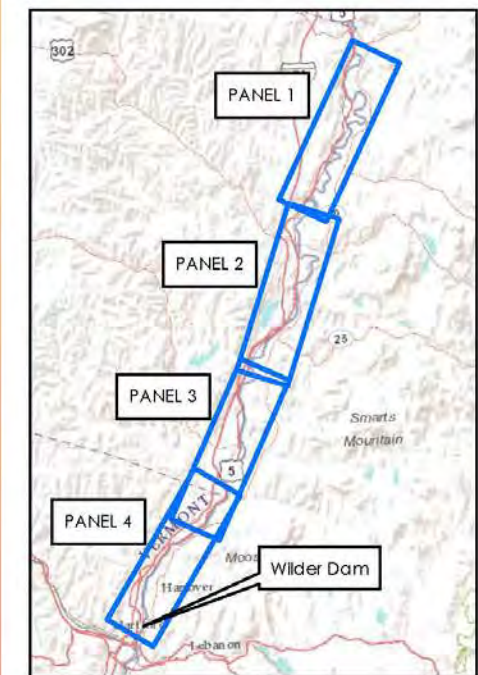 5
302
PANEL 1
PANEL 2
25
PANEL 3
Smarts
Mountain
5
PANEL 4
VERMONT
Wilder Dam
Hanover
Lebanon